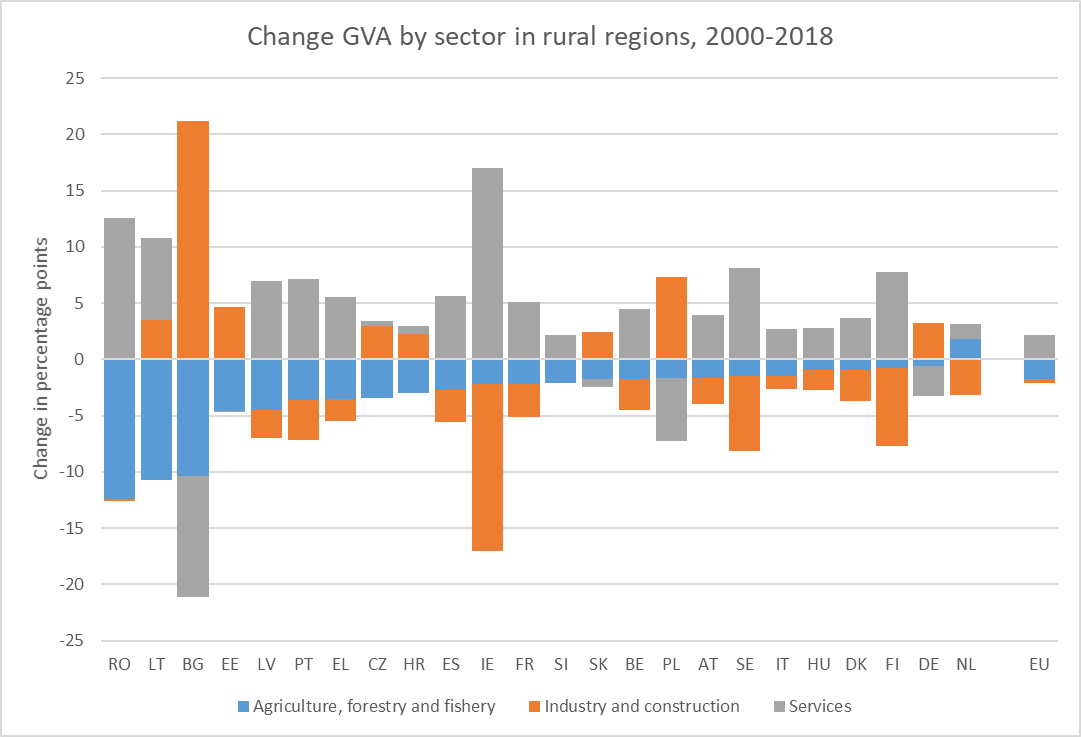 Change GVA by sector in rural regions, 2000-2018
Change in percentage points
25
20
15
10
5
0
-5
-10
-15
-20
-25
RO LT BG EE LV PT EL CZ HR ES IE FR SI SK BE PL AT SE IT HU DK FI DE NL EU
Agriculture, forestry and fishery Industry and construction Services